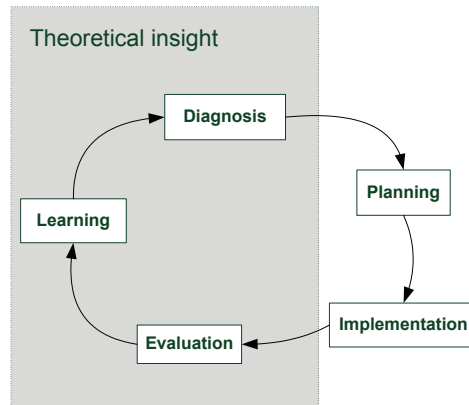 Theoretical insight
Diagnosis
Planning
Learning
Implementation
Evaluation